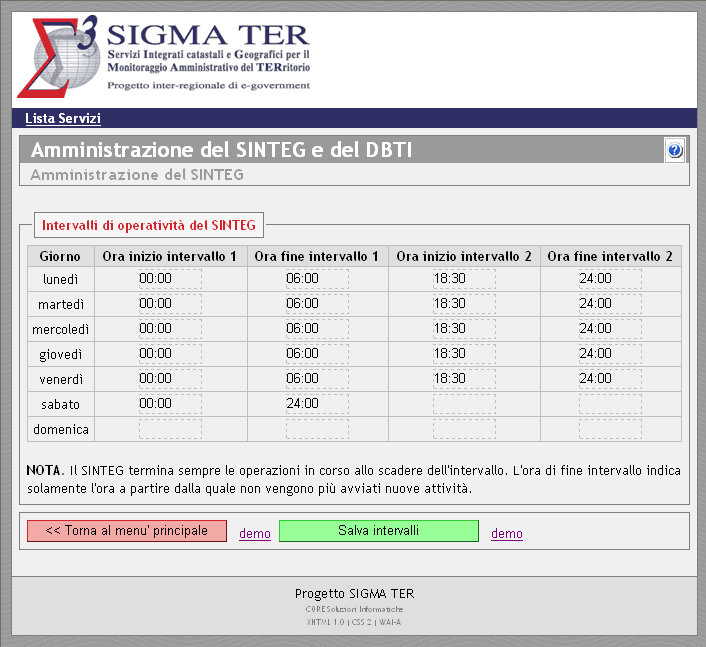 Σ3 SIGMA TER
Servizi Integrati catastali e Geografici per il
Monitoraggio Amministrativo del TERritorio
Progetto inter-regionale di e-government
Lista Servizi
Amministrazione del SINTEG e del DBTI ?
Amministrazione del SINTEG
Intervalli di operatività del SINTEG
Giorno Ora inizio intervallo 1 Ora fine intervallo 1 Ora inizio intervallo 2 Ora fine intervallo 2
lunedì 00:00 06:00 18:30 24:00
martedì 00:00 06:00 18:30 24:00
mercoledì 00:00 06:00 18:30 24:00
giovedì 00:00 06:00 18:30 24:00
venerdì 00:00 06:00 18:30 24:00
sabato 00:00 24:00
domenica
NOTA. Il SINTEG termina sempre le operazioni in corso allo scadere dell'intervallo. L'ora di fine intervallo indica
solamente l'ora a partire dalla quale non vengono più avviati nuove attività.
<< Torna al menu' principale demo Salva intervalli demo
Progetto SIGMA TER
CORE Soluzioni Informatiche
XHTML 1.0 | CSS 2 | WAI-A